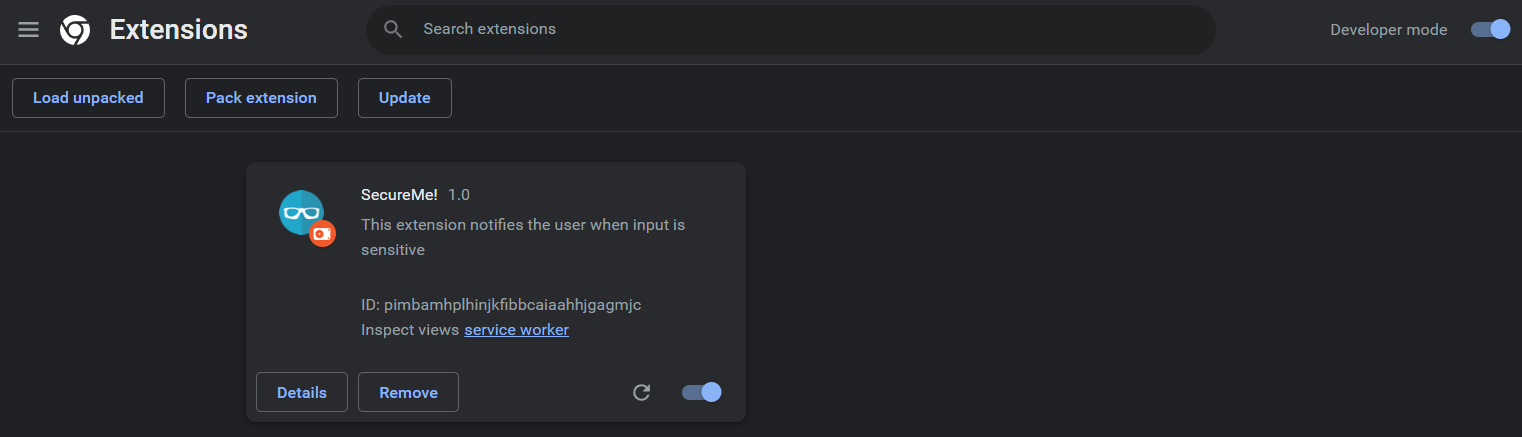 Extensions
Search extensions
Developer mode
Load unpacked
Pack extension
Update
SecureMe! 1.0
This extension notifies the user when input is
sensitive
ID: pimbamhplhinjkfibbcaiaahhjgagmjc
Inspect views service worker
Details
Remove